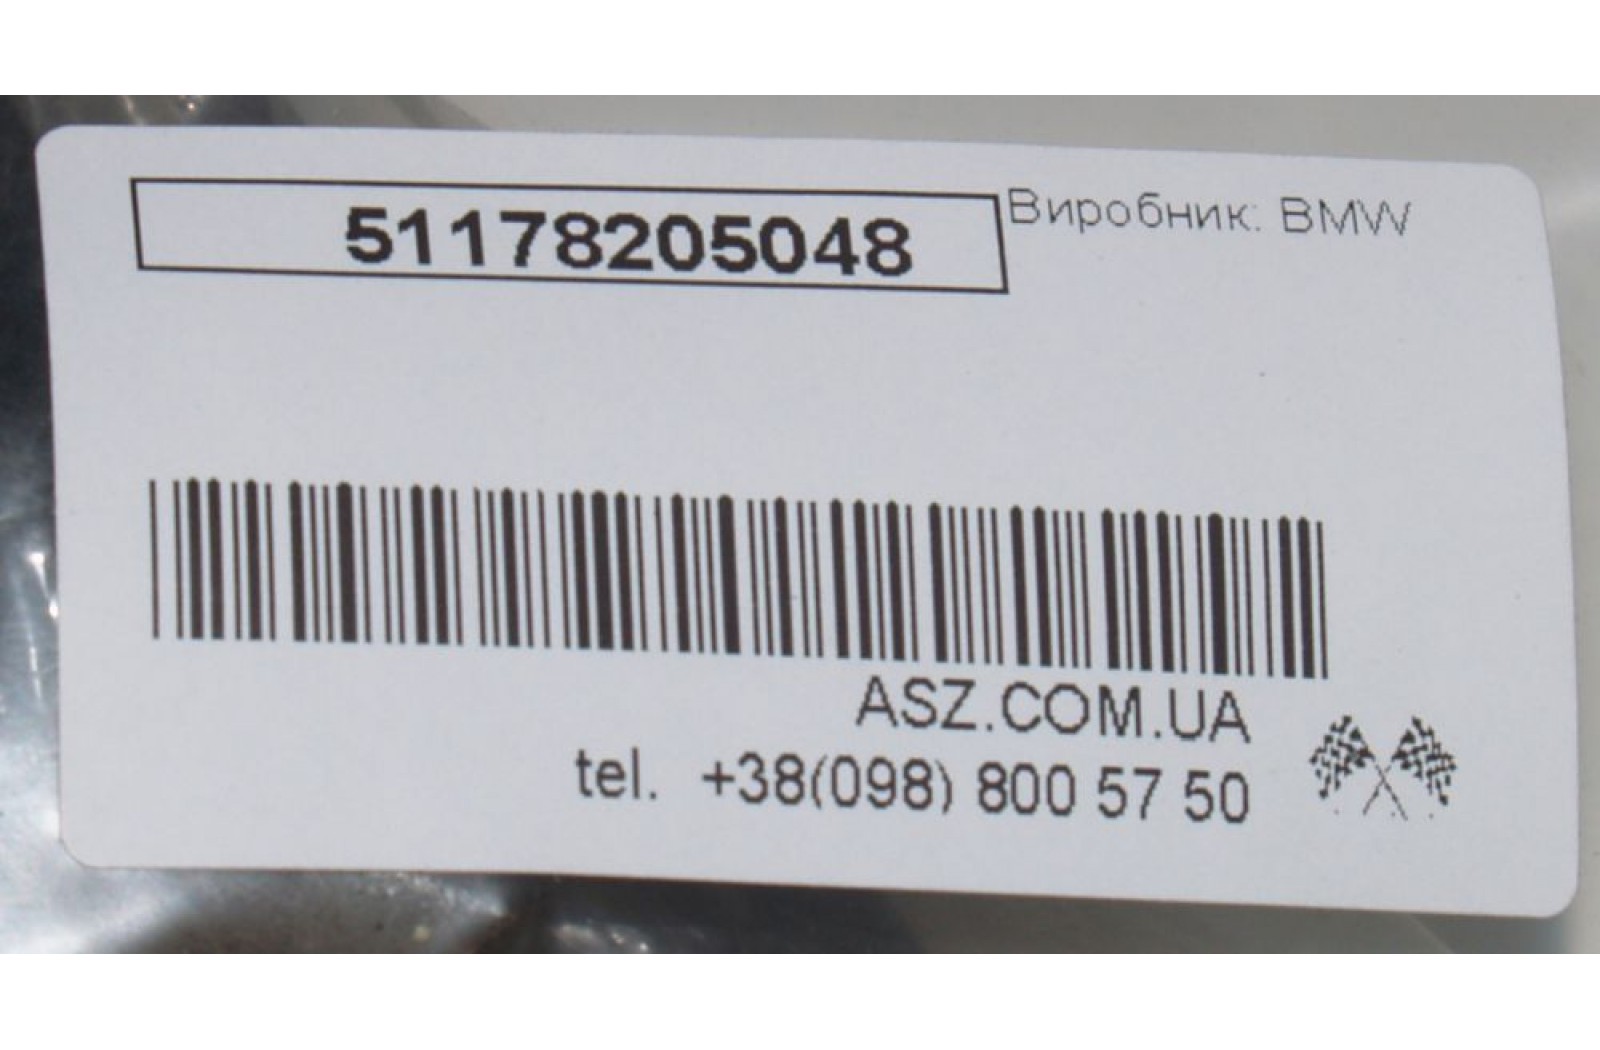 51178205048
Виробник: BMW
ASZ.COM.UA
tel. +38(098) 800 57 50